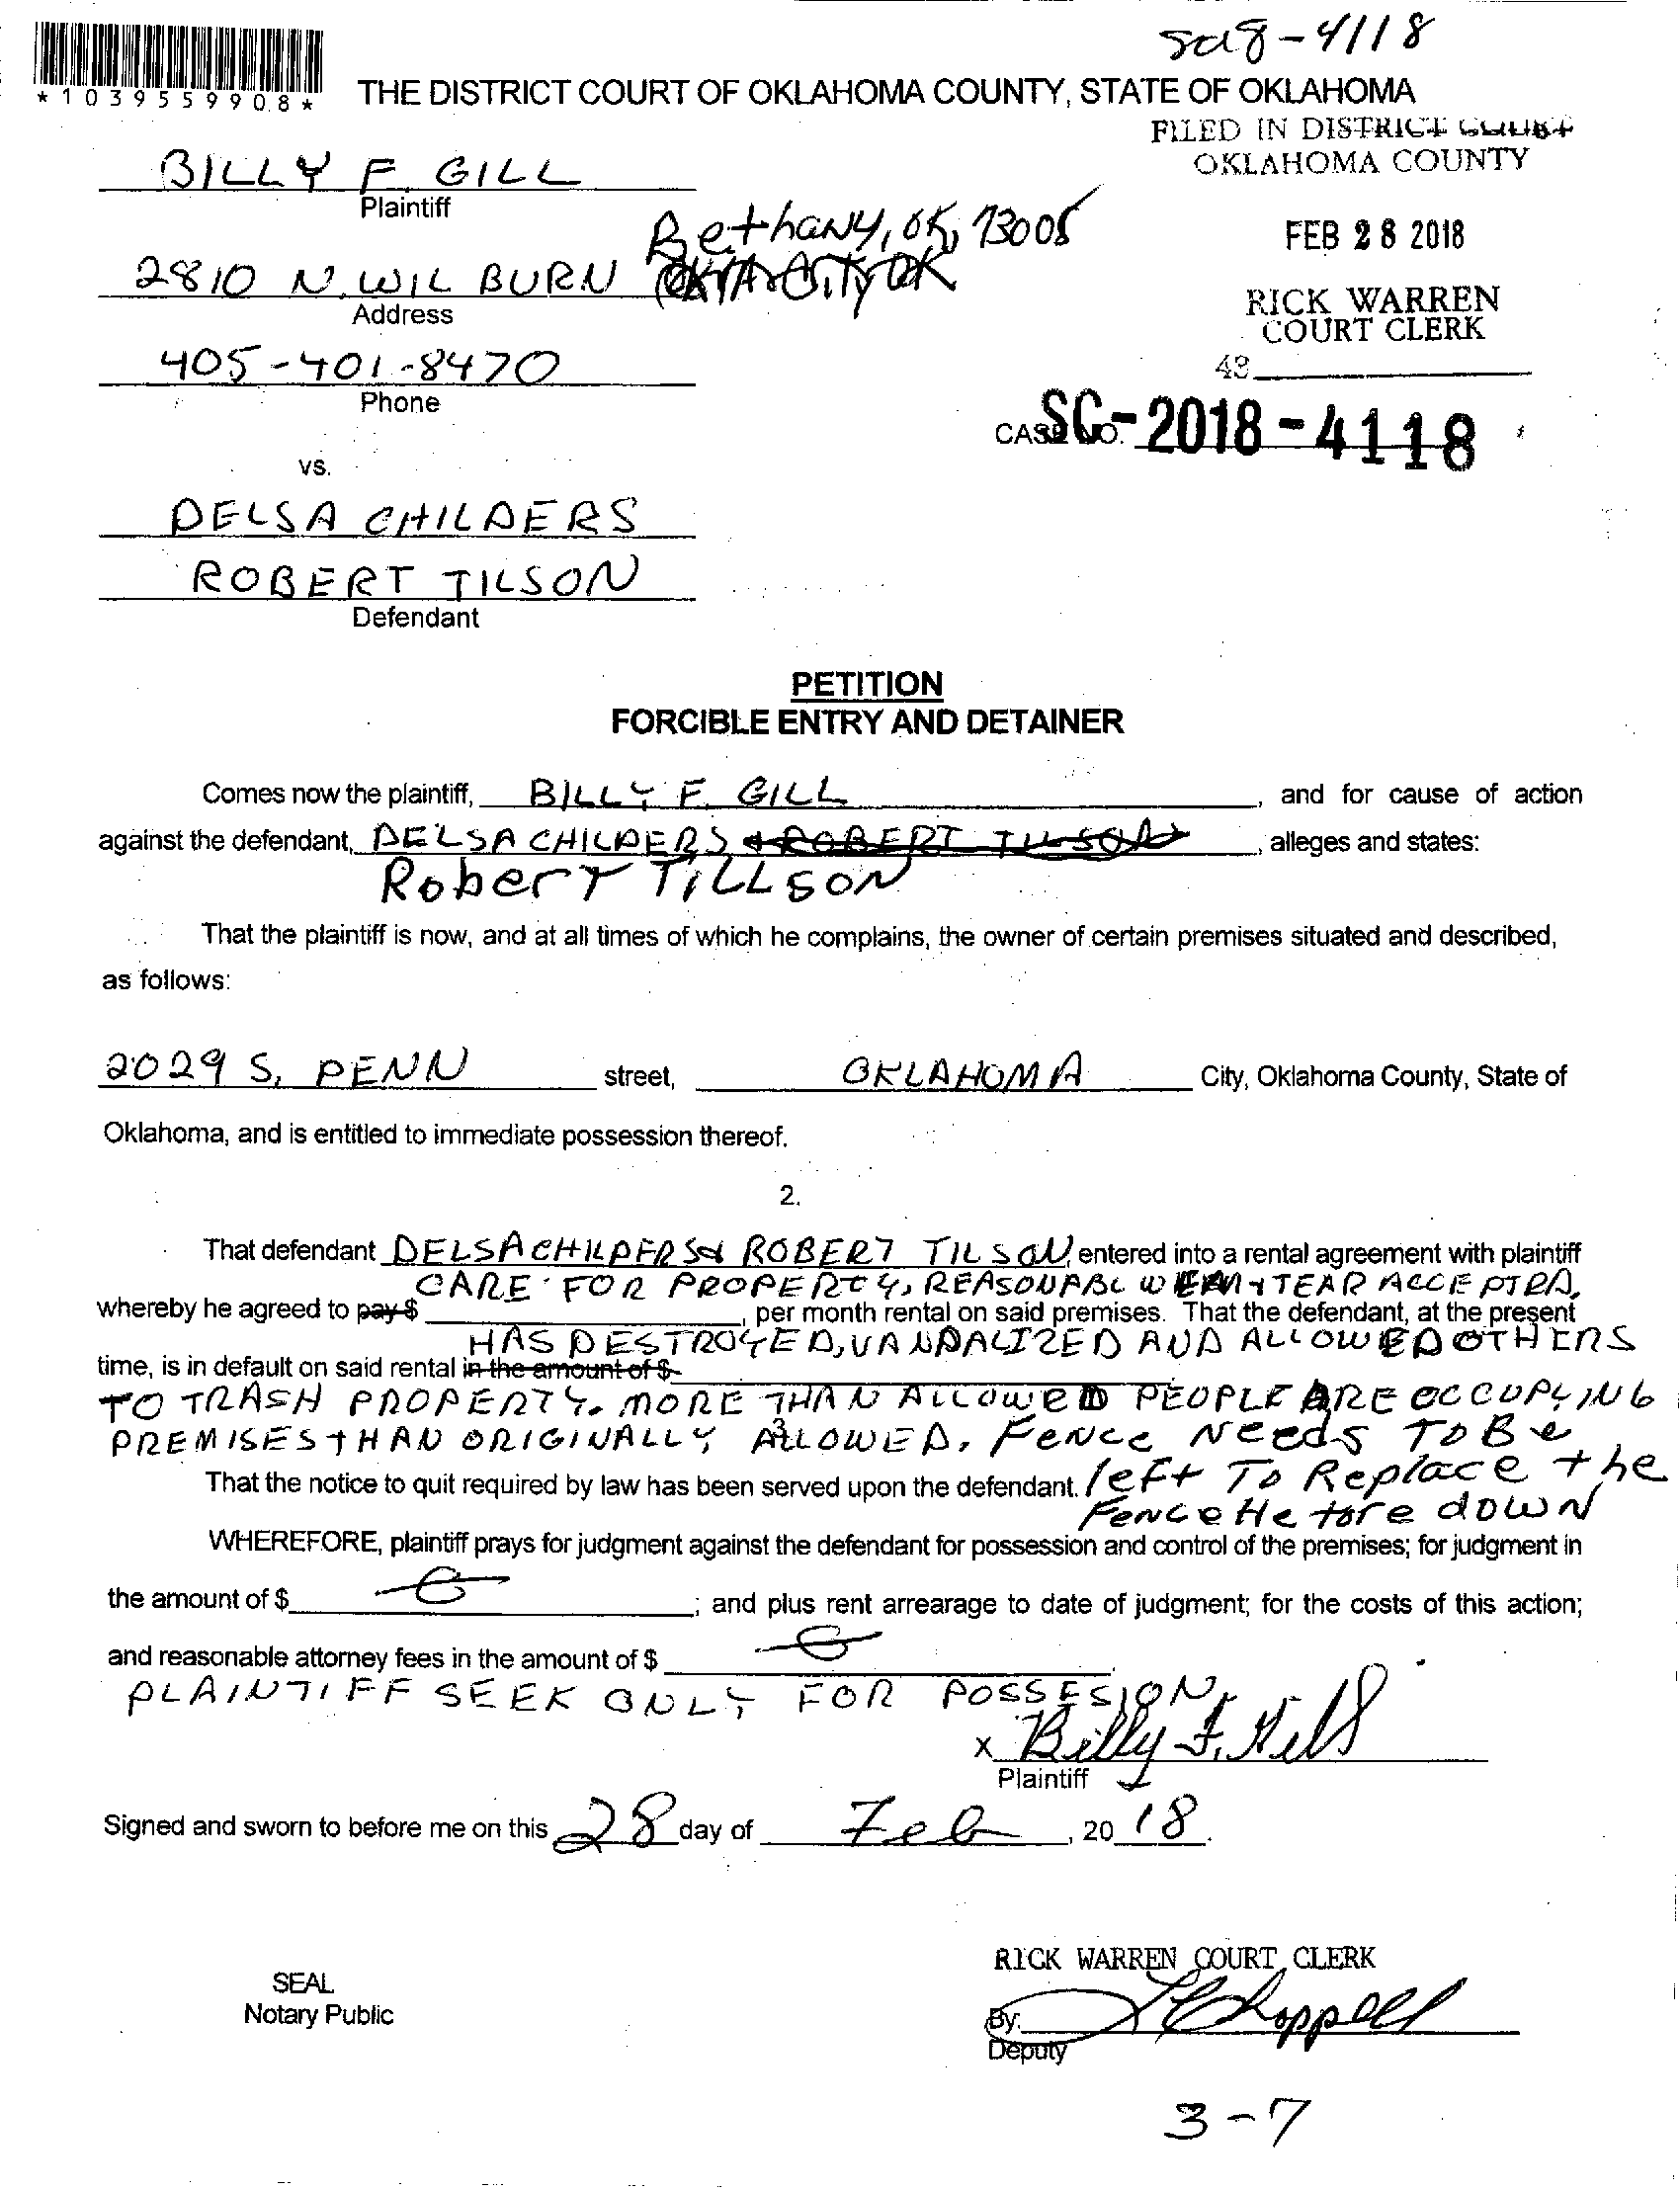 SC18-4118
*1039559908*
THE DISTRICT COURT OF OKLAHOMA COUNTY, STATE OF OKLAHOMA
FILED IN DISTRICT COURT
OKLAHOMA COUNTY
BILLY F. GILL
Plaintiff
Bethany, OK, 73008
FEB 28 2018
2810 N. WILBURN OKLA City OK
Address
RICK WARREN
COURT CLERK
405-401-8470
Phone
43
CASE NO. SC-2018-4118
vs.
DELSA CHILDERS
ROBERT TILSON
Defendant
PETITION
FORCIBLE ENTRY AND DETAINER
Comes now the plaintiff, BILLY F. GILL, and for cause of action
against the defendant, DELSA CHILDERS & ROBERT TILSON, alleges and states:
Robert TILLSON
That the plaintiff is now, and at all times of which he complains, the owner of certain premises situated and described,
as follows:
2029 S. PENN street, OKLAHOMA City, Oklahoma County, State of
Oklahoma, and is entitled to immediate possession thereof.
2.
That defendant DELSA CHILDERS & ROBERT TILSON, entered into a rental agreement with plaintiff
CARE FOR PROPERTY, REASONABL WEAR & TEAR ACCEPTED.
whereby he agreed to pay $, per month rental on said premises. That the defendant, at the present
HAS DESTROYED, VANDALIZED AND ALLOWED OTHERS
time, is in default on said rental in the amount of $
TO TRASH PROPERTY. MORE THAN ALLOWED PEOPLE ARE OCCUPYING
PREMISES THAN ORIGINALLY ALLOWED. Fence Needs TO Be
That the notice to quit required by law has been served upon the defendant. left To Replace the
Fence He tore down
WHEREFORE, plaintiff prays for judgment against the defendant for possession and control of the premises; for judgment in
the amount of $ 0; and plus rent arrearage to date of judgment; for the costs of this action;
and reasonable attorney fees in the amount of $ 0.
PLAINTIFF SEEK ONLY FOR POSSESION
x Billy F. Gill
Plaintiff
Signed and sworn to before me on this 28 day of Feb, 2018.
RICK WARREN COURT CLERK
SEAL
Notary Public
By: Chappell
Deputy
3-7